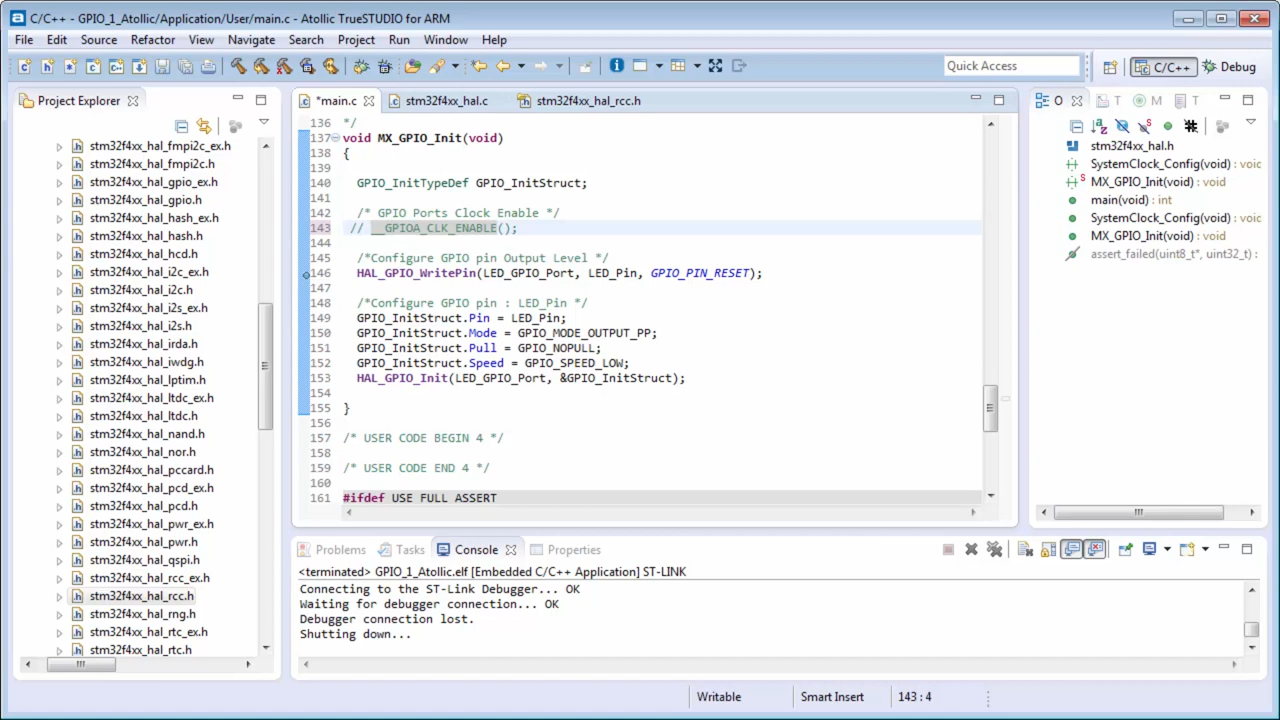 C/C++ - GPIO_1_Atollic/Application/User/main.c - Atollic TrueSTUDIO for ARM
File Edit Source Refactor View Navigate Search Project Run Window Help
Quick Access
C/C++ Debug
Project Explorer
stm32f4xx_hal_fmpi2c_ex.h
stm32f4xx_hal_fmpi2c.h
stm32f4xx_hal_gpio_ex.h
stm32f4xx_hal_gpio.h
stm32f4xx_hal_hash_ex.h
stm32f4xx_hal_hash.h
stm32f4xx_hal_hcd.h
stm32f4xx_hal_i2c_ex.h
stm32f4xx_hal_i2c.h
stm32f4xx_hal_i2s_ex.h
stm32f4xx_hal_i2s.h
stm32f4xx_hal_irda.h
stm32f4xx_hal_iwdg.h
stm32f4xx_hal_lptim.h
stm32f4xx_hal_ltdc_ex.h
stm32f4xx_hal_ltdc.h
stm32f4xx_hal_nand.h
stm32f4xx_hal_nor.h
stm32f4xx_hal_pccard.h
stm32f4xx_hal_pcd_ex.h
stm32f4xx_hal_pcd.h
stm32f4xx_hal_pwr_ex.h
stm32f4xx_hal_pwr.h
stm32f4xx_hal_qspi.h
stm32f4xx_hal_rcc_ex.h
stm32f4xx_hal_rcc.h
stm32f4xx_hal_rng.h
stm32f4xx_hal_rtc_ex.h
stm32f4xx_hal_rtc.h
*main.c stm32f4xx_hal.c stm32f4xx_hal_rcc.h
136 */
137 void MX_GPIO_Init(void)
138 {
139
140 GPIO_InitTypeDef GPIO_InitStruct;
141
142 /* GPIO Ports Clock Enable */
143 // __GPIOA_CLK_ENABLE();
144
145 /*Configure GPIO pin Output Level */
146 HAL_GPIO_WritePin(LED_GPIO_Port, LED_Pin, GPIO_PIN_RESET);
147
148 /*Configure GPIO pin : LED_Pin */
149 GPIO_InitStruct.Pin = LED_Pin;
150 GPIO_InitStruct.Mode = GPIO_MODE_OUTPUT_PP;
151 GPIO_InitStruct.Pull = GPIO_NOPULL;
152 GPIO_InitStruct.Speed = GPIO_SPEED_LOW;
153 HAL_GPIO_Init(LED_GPIO_Port, &GPIO_InitStruct);
154
155 }
156
157 /* USER CODE BEGIN 4 */
158
159 /* USER CODE END 4 */
160
161 #ifdef USE_FULL_ASSERT
O T M T
stm32f4xx_hal.h
SystemClock_Config(void) : void
MX_GPIO_Init(void) : void
main(void) : int
SystemClock_Config(void) : void
MX_GPIO_Init(void) : void
assert_failed(uint8_t*, uint32_t) :
Problems Tasks Console Properties
<terminated> GPIO_1_Atollic.elf [Embedded C/C++ Application] ST-LINK
Connecting to the ST-Link Debugger... OK
Waiting for debugger connection... OK
Debugger connection lost.
Shutting down...
Writable Smart Insert 143 : 4